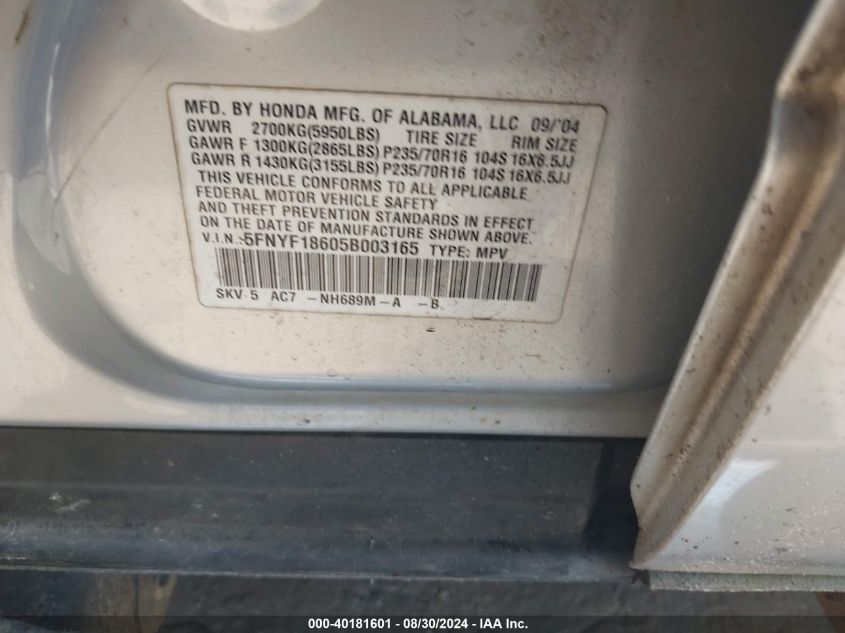 MFD. BY HONDA MFG. OF ALABAMA, LLC 09/'04
GVWR 2700KG(5950LBS) TIRE SIZE RIM SIZE
GAWR F 1300KG(2865LBS) P235/70R16 104S 16X6.5JJ
GAWR R 1430KG(3155LBS) P235/70R16 104S 16X6.5JJ
THIS VEHICLE CONFORMS TO ALL APPLICABLE
FEDERAL MOTOR VEHICLE SAFETY
AND THEFT PREVENTION STANDARDS IN EFFECT
ON THE DATE OF MANUFACTURE SHOWN ABOVE.
V.I.N.:5FNYF18605B003165 TYPE: MPV
SKV 5 AC7 -NH689M-A -B
000-40181601 - 08/30/2024 - IAA Inc.